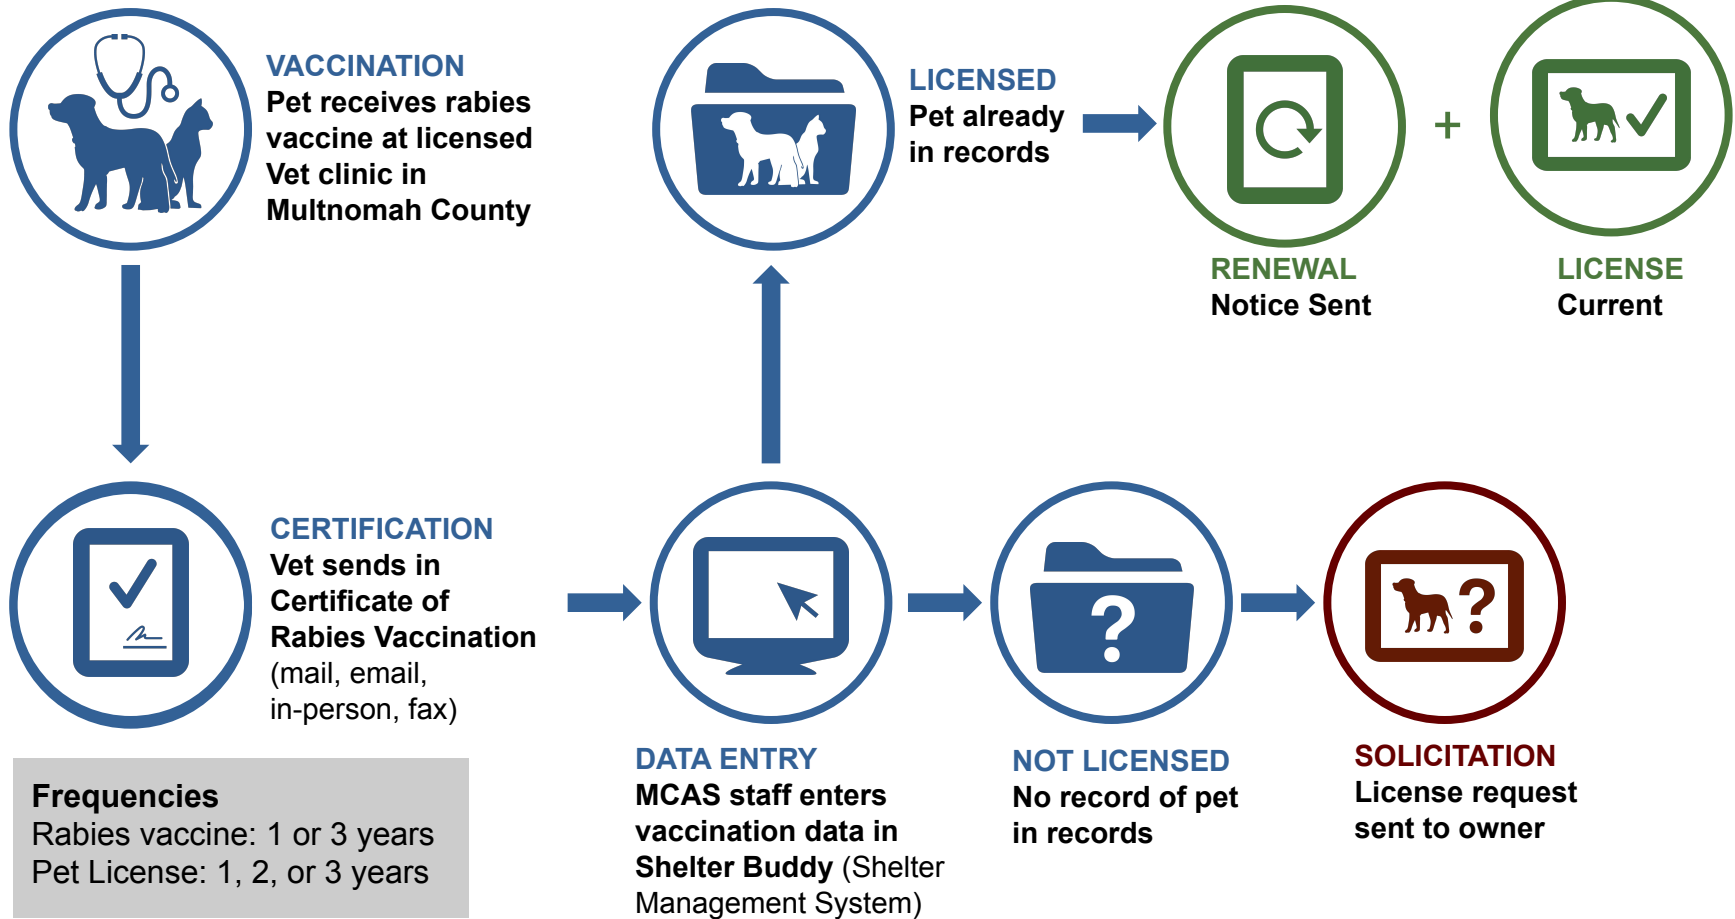 VACCINATION
Pet receives rabies
vaccine at licensed
Vet clinic in
Multnomah County
LICENSED
Pet already
in records
+
RENEWAL
Notice Sent
LICENSE
Current
CERTIFICATION
Vet sends in
Certificate of
Rabies Vaccination
(mail, email,
in-person, fax)
?
?
DATA ENTRY
MCAS staff enters
vaccination data in
Shelter Buddy (Shelter
Management System)
NOT LICENSED
No record of pet
in records
SOLICITATION
License request
sent to owner
Frequencies
Rabies vaccine: 1 or 3 years
Pet License: 1, 2, or 3 years